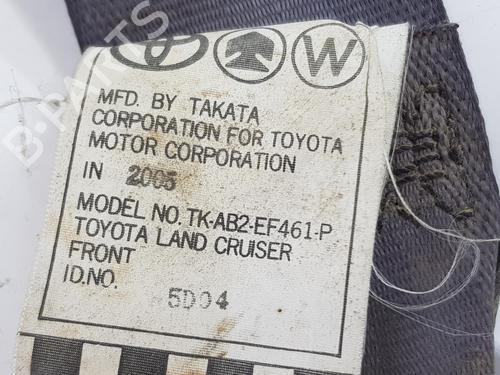 W
MFD. BY TAKATA
CORPORATION FOR TOYOTA
MOTOR CORPORATION
IN 2005
MODEL NO. TK-AB2-EF461-P
TOYOTA LAND CRUISER
FRONT
ID.NO. 5D04
B-PARTS